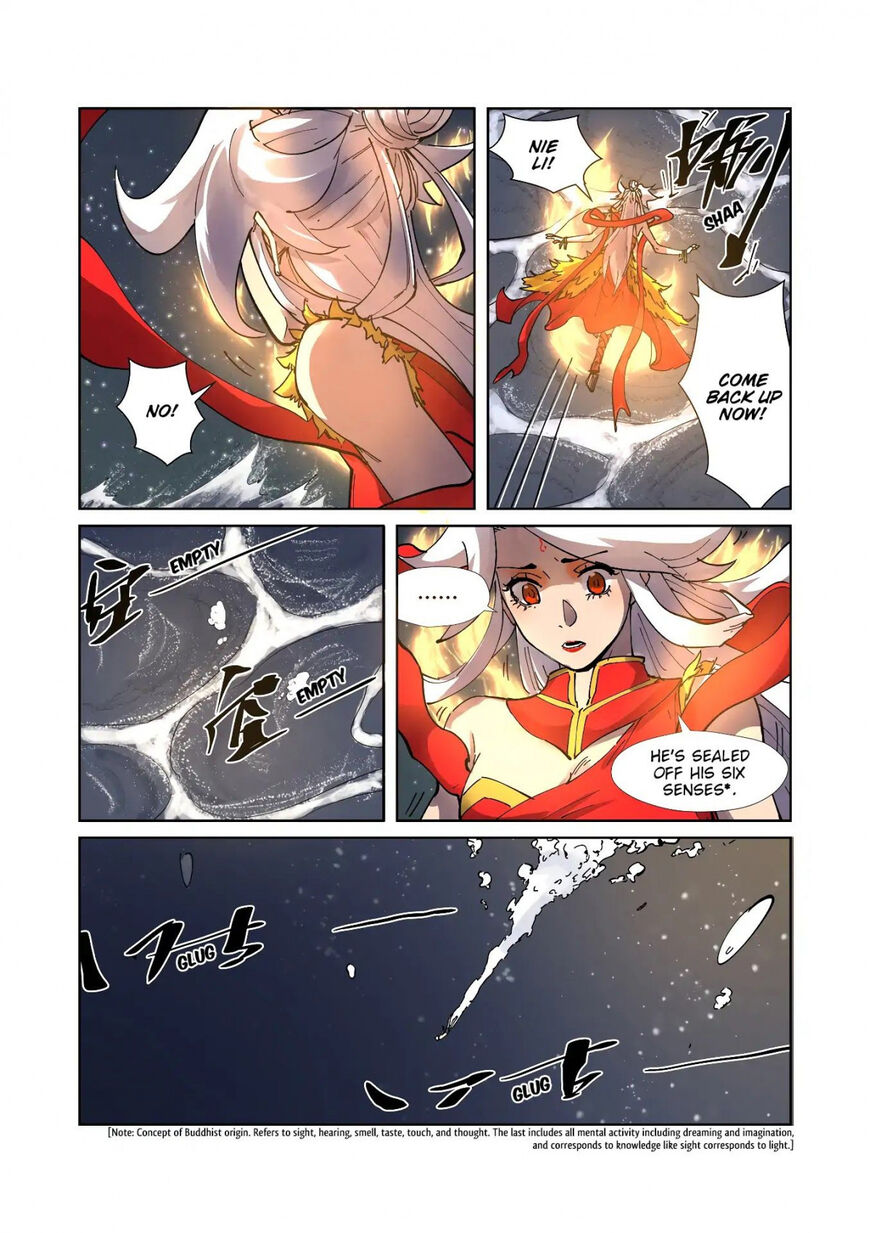 NO!
NIE
LI!
SHAA
COME
BACK UP
NOW!
空
EMPTY
EMPTY
......
HE'S SEALED
OFF HIS SIX
SENSES*.
GLUG
GLUG
[Note: Concept of Buddhist origin. Refers to sight, hearing, smell, taste, touch, and thought. The last includes all mental activity including dreaming and imagination,
and corresponds to knowledge like sight corresponds to light.]